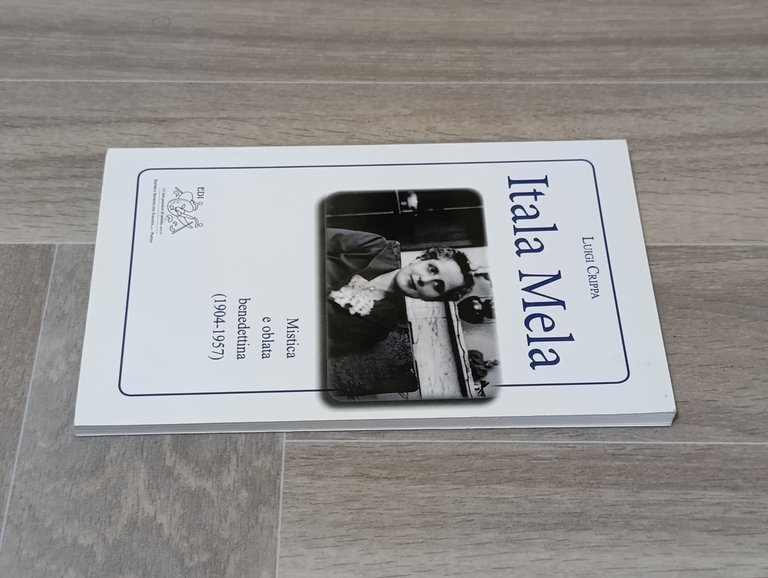 LUIGI CRIPPA
Itala Mela
Mistica
e oblata
benedettina
(1904-1957)
EDI